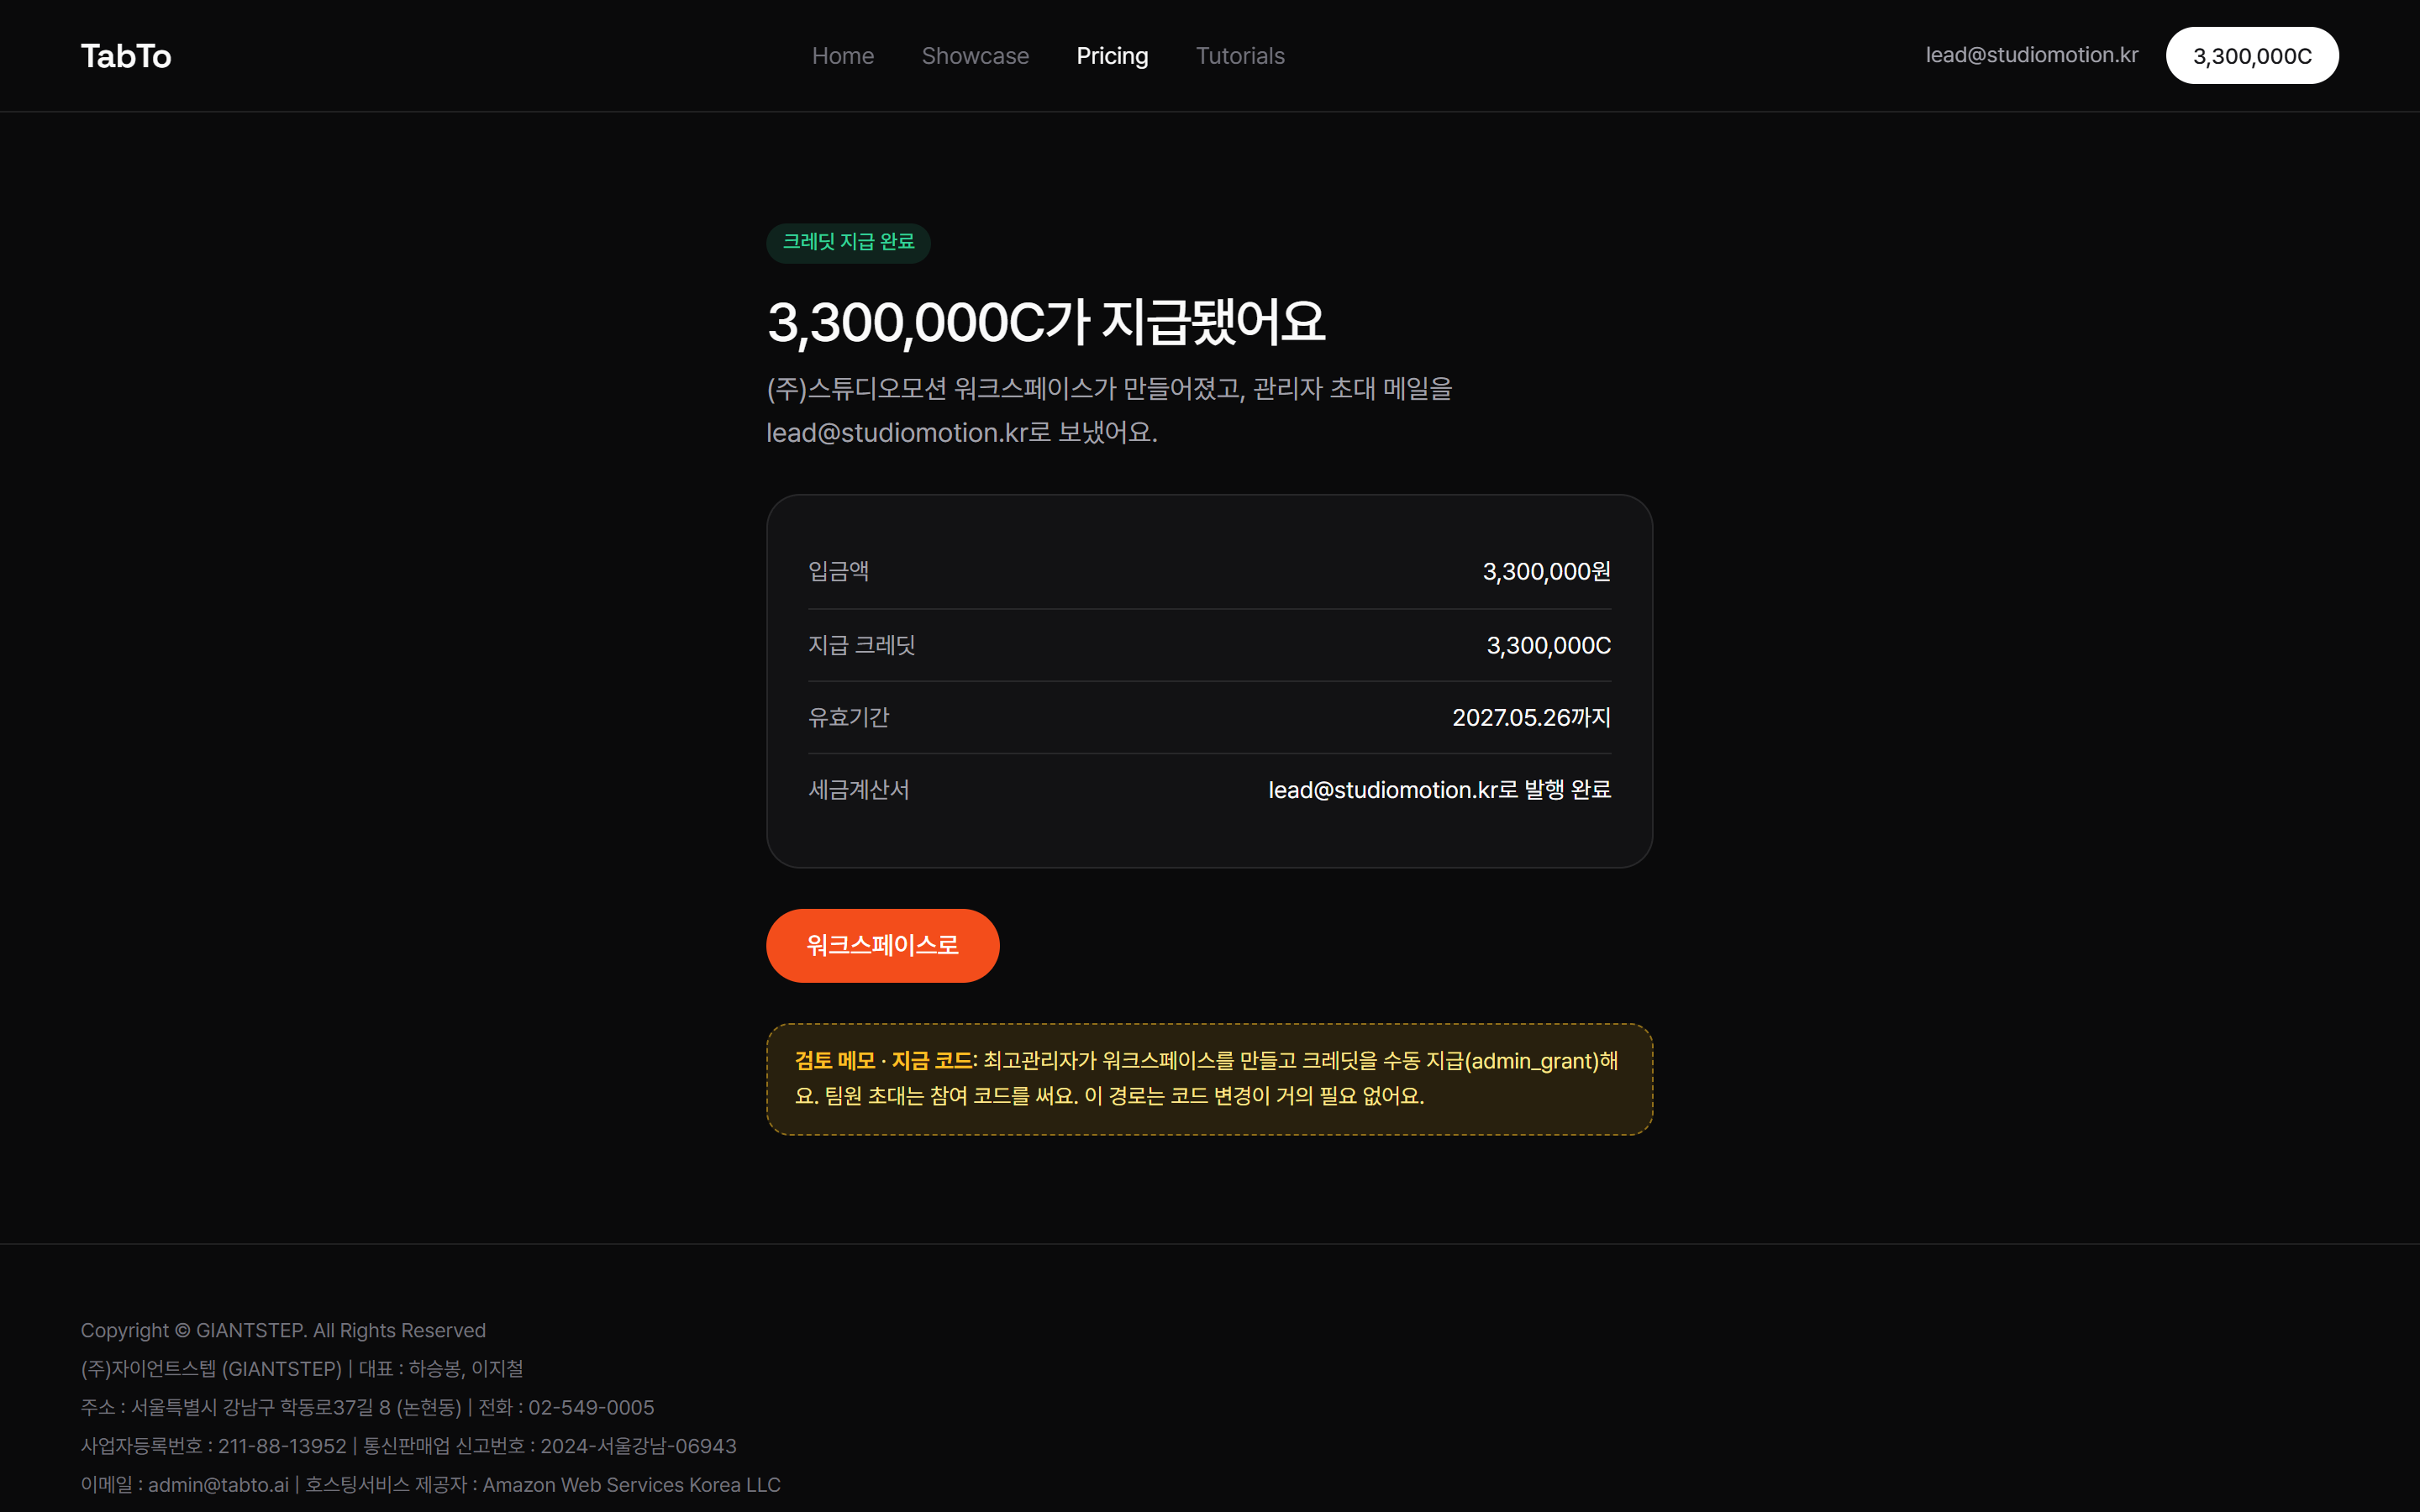 TabTo
Home Showcase Pricing Tutorials
lead@studiomotion.kr 3,300,000C
크레딧 지급 완료
3,300,000C가 지급됐어요
(주)스튜디오모션 워크스페이스가 만들어졌고, 관리자 초대 메일을
lead@studiomotion.kr로 보냈어요.
입금액 3,300,000원
지급 크레딧 3,300,000C
유효기간 2027.05.26까지
세금계산서 lead@studiomotion.kr로 발행 완료
워크스페이스로
검토 메모 · 지금 코드: 최고관리자가 워크스페이스를 만들고 크레딧을 수동 지급(admin_grant)해
요. 팀원 초대는 참여 코드를 써요. 이 경로는 코드 변경이 거의 필요 없어요.
Copyright © GIANTSTEP. All Rights Reserved
(주)자이언트스텝 (GIANTSTEP) | 대표 : 하승봉, 이지철
주소 : 서울특별시 강남구 학동로37길 8 (논현동) | 전화 : 02-549-0005
사업자등록번호 : 211-88-13952 | 통신판매업 신고번호 : 2024-서울강남-06943
이메일 : admin@tabto.ai | 호스팅서비스 제공자 : Amazon Web Services Korea LLC